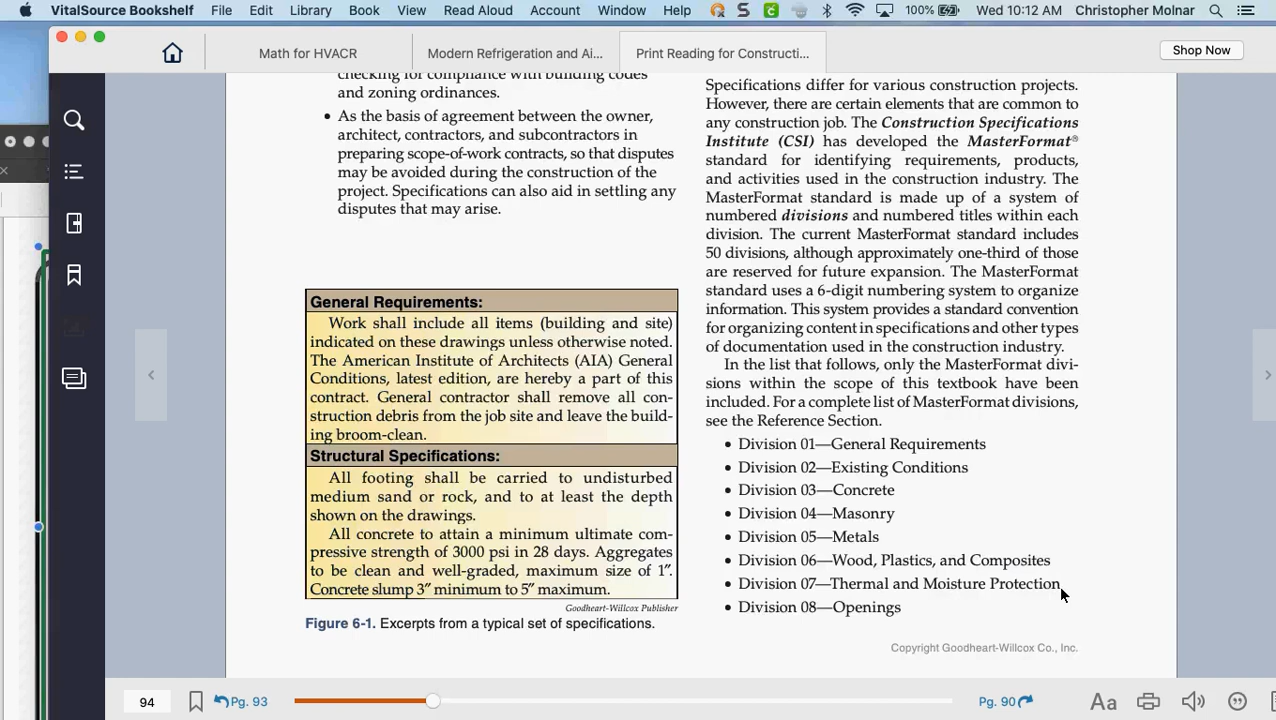 VitalSource Bookshelf File Edit Library Book View Read Aloud Account Window Help 100% Wed 10:12 AM Christopher Molnar
Math for HVACR Modern Refrigeration and Ai... Print Reading for Constructi... Shop Now
checking for compliance with building codes
and zoning ordinances.
• As the basis of agreement between the owner,
architect, contractors, and subcontractors in
preparing scope-of-work contracts, so that disputes
may be avoided during the construction of the
project. Specifications can also aid in settling any
disputes that may arise.
General Requirements:
Work shall include all items (building and site)
indicated on these drawings unless otherwise noted.
The American Institute of Architects (AIA) General
Conditions, latest edition, are hereby a part of this
contract. General contractor shall remove all con-
struction debris from the job site and leave the build-
ing broom-clean.
Structural Specifications:
All footing shall be carried to undisturbed
medium sand or rock, and to at least the depth
shown on the drawings.
All concrete to attain a minimum ultimate com-
pressive strength of 3000 psi in 28 days. Aggregates
to be clean and well-graded, maximum size of 1″.
Concrete slump 3″ minimum to 5″ maximum.
Goodheart-Willcox Publisher
Figure 6-1. Excerpts from a typical set of specifications.
Specifications differ for various construction projects.
However, there are certain elements that are common to
any construction job. The Construction Specifications
Institute (CSI) has developed the MasterFormat®
standard for identifying requirements, products,
and activities used in the construction industry. The
MasterFormat standard is made up of a system of
numbered divisions and numbered titles within each
division. The current MasterFormat standard includes
50 divisions, although approximately one-third of those
are reserved for future expansion. The MasterFormat
standard uses a 6-digit numbering system to organize
information. This system provides a standard convention
for organizing content in specifications and other types
of documentation used in the construction industry.
In the list that follows, only the MasterFormat divi-
sions within the scope of this textbook have been
included. For a complete list of MasterFormat divisions,
see the Reference Section.
• Division 01—General Requirements
• Division 02—Existing Conditions
• Division 03—Concrete
• Division 04—Masonry
• Division 05—Metals
• Division 06—Wood, Plastics, and Composites
• Division 07—Thermal and Moisture Protection
• Division 08—Openings
Copyright Goodheart-Willcox Co., Inc.
94 Pg. 93 Pg. 90 Aa